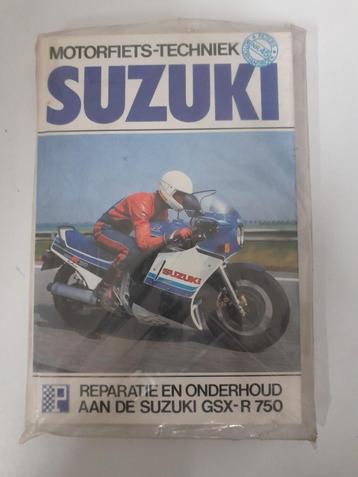 MOTORFIETS-TECHNIEK
SUZUKI
SUZUKI
REPARATIE EN ONDERHOUD
AAN DE SUZUKI GSX-R 750